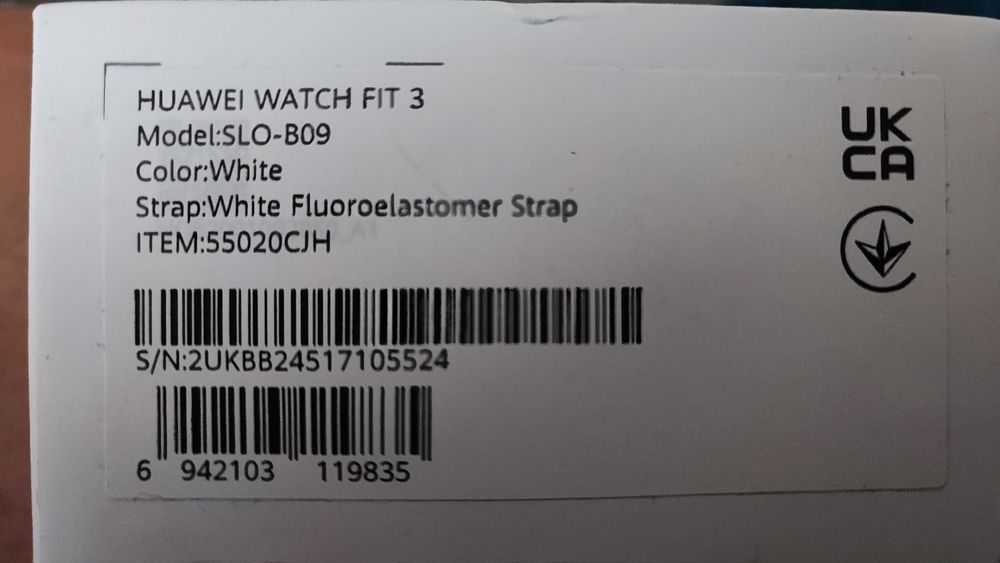 HUAWEI WATCH FIT 3
Model:SLO-B09
Color:White
Strap:White Fluoroelastomer Strap
ITEM:55020CJH
S/N:2UKBB24517105524
6 942103 119835
UK
CA